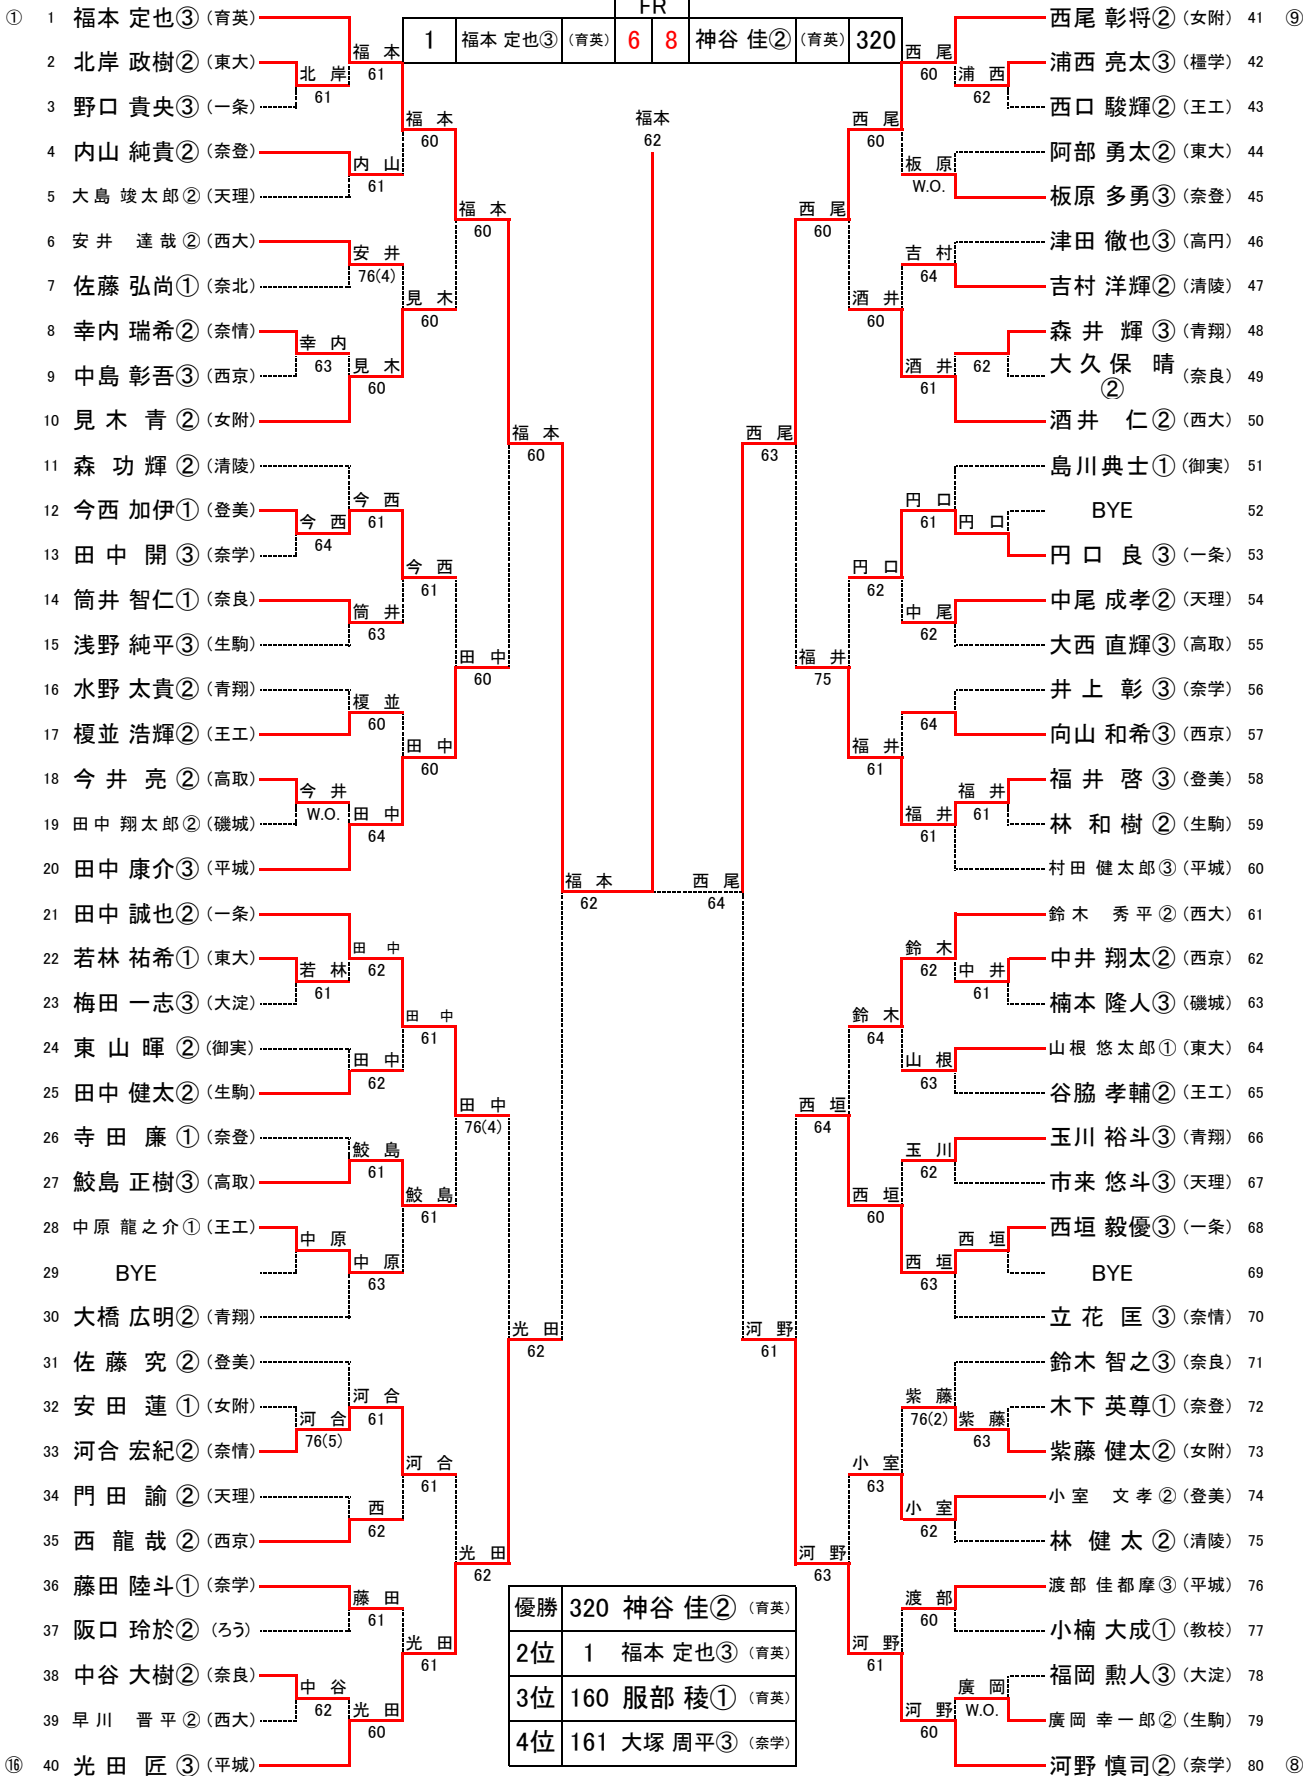 FR
1 福本 定也③ (育英) 6 8 神谷 佳② (育英) 320
① 1 福本 定也③ (育英)
2 北岸 政樹② (東大)
3 野口 貴央③ (一条)
4 内山 純貴② (奈登)
5 大島 竣太郎② (天理)
6 安井 達哉② (西大)
7 佐藤 弘尚① (奈北)
8 幸内 瑞希② (奈情)
9 中島 彰吾③ (西京)
10 見木 青② (女附)
11 森 功輝② (清陵)
12 今西 加伊① (登美)
13 田中 開③ (奈学)
14 筒井 智仁① (奈良)
15 浅野 純平③ (生駒)
16 水野 太貴② (青翔)
17 榎並 浩輝② (王工)
18 今井 亮② (高取)
19 田中 翔太郎② (磯城)
20 田中 康介③ (平城)
21 田中 誠也② (一条)
22 若林 祐希① (東大)
23 梅田 一志③ (大淀)
24 東山 暉② (御実)
25 田中 健太② (生駒)
26 寺田 廉① (奈登)
27 鮫島 正樹③ (高取)
28 中原 龍之介① (王工)
29 BYE
30 大橋 広明② (青翔)
31 佐藤 究② (登美)
32 安田 蓮① (女附)
33 河合 宏紀② (奈情)
34 門田 諭② (天理)
35 西 龍哉② (西京)
36 藤田 陸斗① (奈学)
37 阪口 玲於② (ろう)
38 中谷 大樹② (奈良)
39 早川 晋平② (西大)
⑯ 40 光田 匠③ (平城)
北岸
61
幸内
63
今西
64
今井
W.O.
若林
61
中原
河合
76(5)
中谷
62
福本
61
内山
61
安井
76(4)
見木
60
今西
61
筒井
63
榎並
60
田中
64
田中
62
田中
62
鮫島
61
中原
63
河合
61
西
62
藤田
61
光田
60
福本
60
見木
60
今西
61
田中
60
田中
61
鮫島
61
河合
61
光田
61
福本
60
田中
60
田中
76(4)
光田
62
福本
60
光田
62
福本
62
福本
62
西尾
64
西尾
63
河野
61
西尾
60
福井
75
西垣
64
河野
63
西尾
60
酒井
60
円口
62
福井
61
鈴木
64
西垣
60
小室
63
河野
61
西尾
60
板原
W.O.
吉村
64
酒井
61
円口
61
中尾
62
64
福井
61
鈴木
62
山根
63
玉川
62
西垣
63
紫藤
76(2)
小室
62
渡部
60
河野
60
浦西
62
62
円口
福井
61
中井
61
西垣
紫藤
63
廣岡
W.O.
西尾 彰将② (女附) 41 ⑨
浦西 亮太③ (橿学) 42
西口 駿輝② (王工) 43
阿部 勇太② (東大) 44
板原 多勇③ (奈登) 45
津田 徹也③ (高円) 46
吉村 洋輝② (清陵) 47
森井 輝③ (青翔) 48
大久保 晴② (奈良) 49
酒井 仁② (西大) 50
島川典士① (御実) 51
BYE 52
円口 良③ (一条) 53
中尾 成孝② (天理) 54
大西 直輝③ (高取) 55
井上 彰③ (奈学) 56
向山 和希③ (西京) 57
福井 啓③ (登美) 58
林 和樹② (生駒) 59
村田 健太郎③ (平城) 60
鈴木 秀平② (西大) 61
中井 翔太② (西京) 62
楠本 隆人③ (磯城) 63
山根 悠太郎① (東大) 64
谷脇 孝輔② (王工) 65
玉川 裕斗③ (青翔) 66
市来 悠斗③ (天理) 67
西垣 毅優③ (一条) 68
BYE 69
立花 匡③ (奈情) 70
鈴木 智之③ (奈良) 71
木下 英尊① (奈登) 72
紫藤 健太② (女附) 73
小室 文孝② (登美) 74
林 健太② (清陵) 75
渡部 佳都摩③ (平城) 76
小楠 大成① (教校) 77
福岡 勲人③ (大淀) 78
廣岡 幸一郎② (生駒) 79
河野 慎司② (奈学) 80 ⑧
優勝 320 神谷 佳② (育英)
2位 1 福本 定也③ (育英)
3位 160 服部 稜① (育英)
4位 161 大塚 周平③ (奈学)